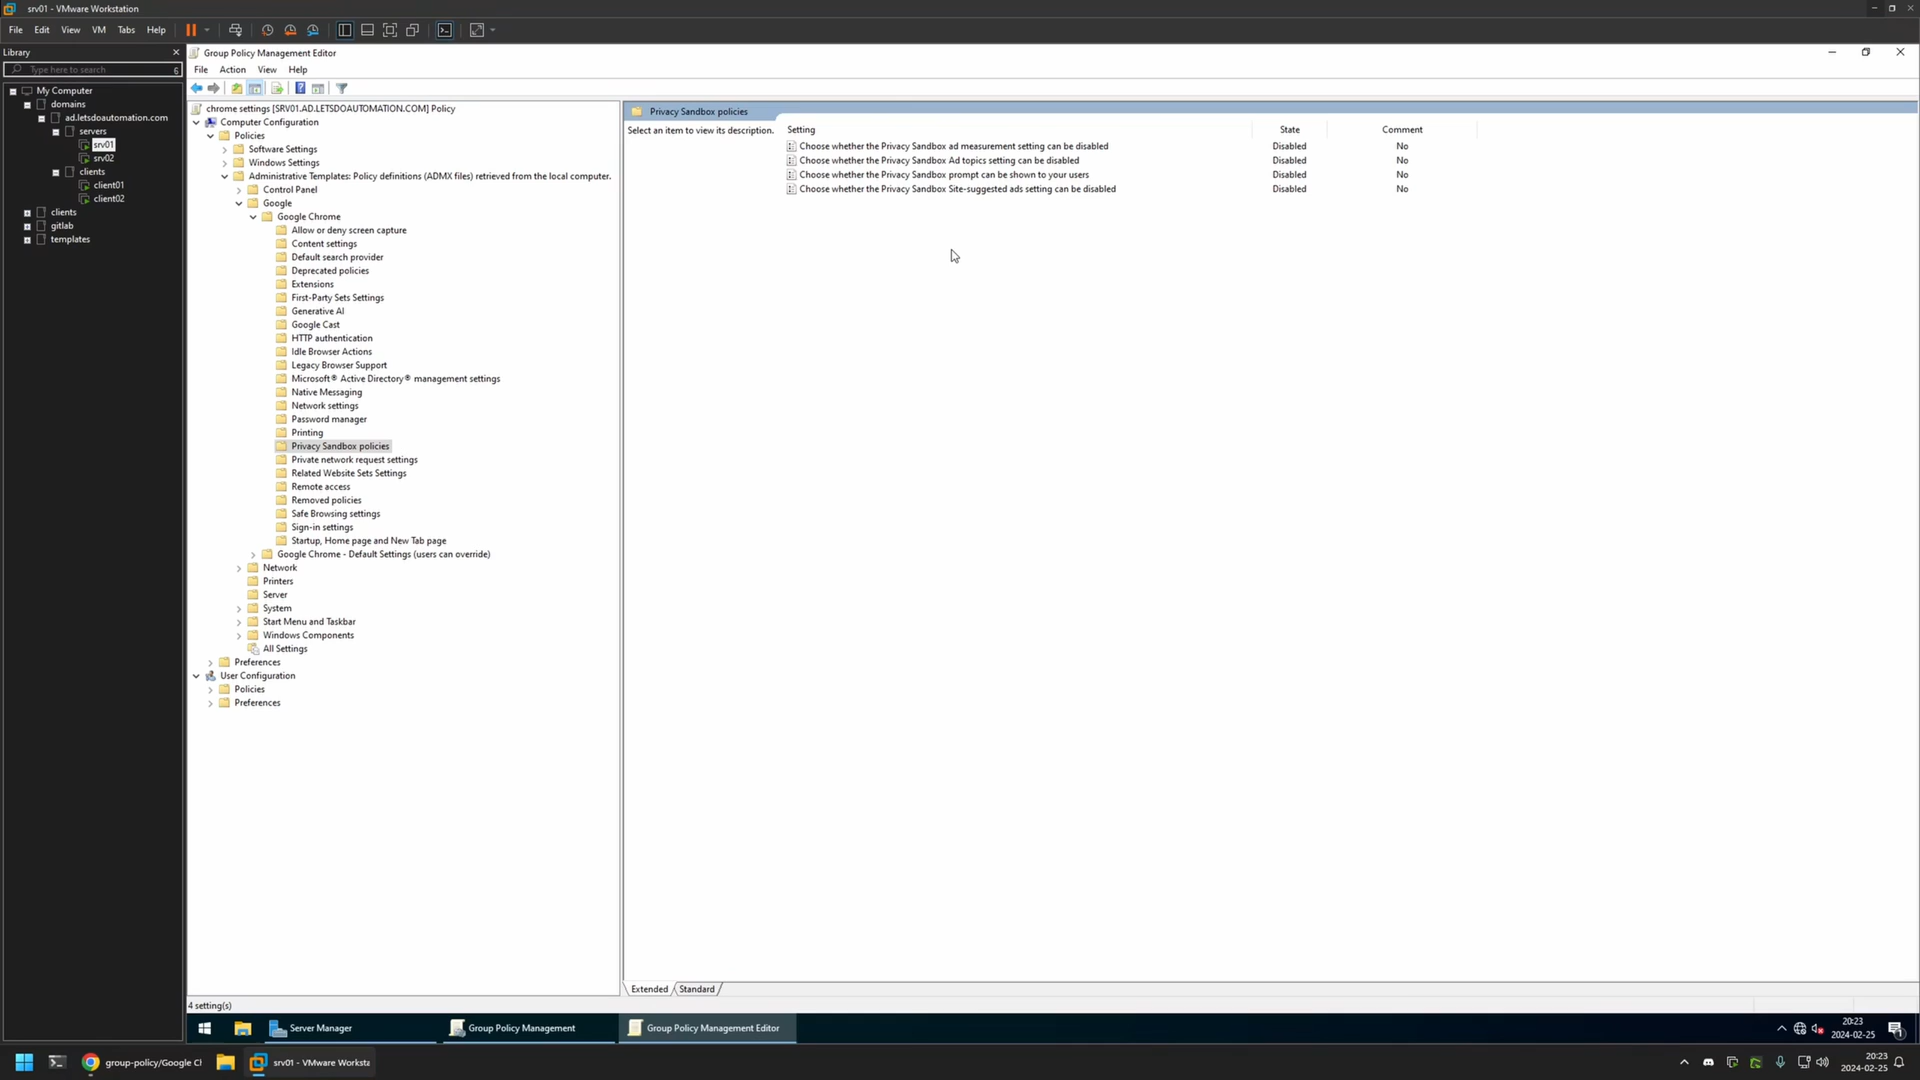 srv01 - VMware Workstation
File Edit View VM Tabs Help
Library
Type here to search
6
My Computer
domains
ad.letsdoautomation.com
servers
srv01
srv02
clients
client01
client02
clients
gitlab
templates
Group Policy Management Editor
File Action View Help
chrome settings [SRV01.AD.LETSDOAUTOMATION.COM] Policy
Computer Configuration
Policies
Software Settings
Windows Settings
Administrative Templates: Policy definitions (ADMX files) retrieved from the local computer.
Control Panel
Google
Google Chrome
Allow or deny screen capture
Content settings
Default search provider
Deprecated policies
Extensions
First-Party Sets Settings
Generative AI
Google Cast
HTTP authentication
Idle Browser Actions
Legacy Browser Support
Microsoft® Active Directory® management settings
Native Messaging
Network settings
Password manager
Printing
Privacy Sandbox policies
Private network request settings
Related Website Sets Settings
Remote access
Removed policies
Safe Browsing settings
Sign-in settings
Startup, Home page and New Tab page
Google Chrome - Default Settings (users can override)
Network
Printers
Server
System
Start Menu and Taskbar
Windows Components
All Settings
Preferences
User Configuration
Policies
Preferences
Privacy Sandbox policies
Select an item to view its description.
Setting State Comment
Choose whether the Privacy Sandbox ad measurement setting can be disabled Disabled No
Choose whether the Privacy Sandbox Ad topics setting can be disabled Disabled No
Choose whether the Privacy Sandbox prompt can be shown to your users Disabled No
Choose whether the Privacy Sandbox Site-suggested ads setting can be disabled Disabled No
Extended Standard
4 setting(s)
Server Manager
Group Policy Management
Group Policy Management Editor
20:23
2024-02-25
1
group-policy/Google Cl
srv01 - VMware Worksta
20:23
2024-02-25